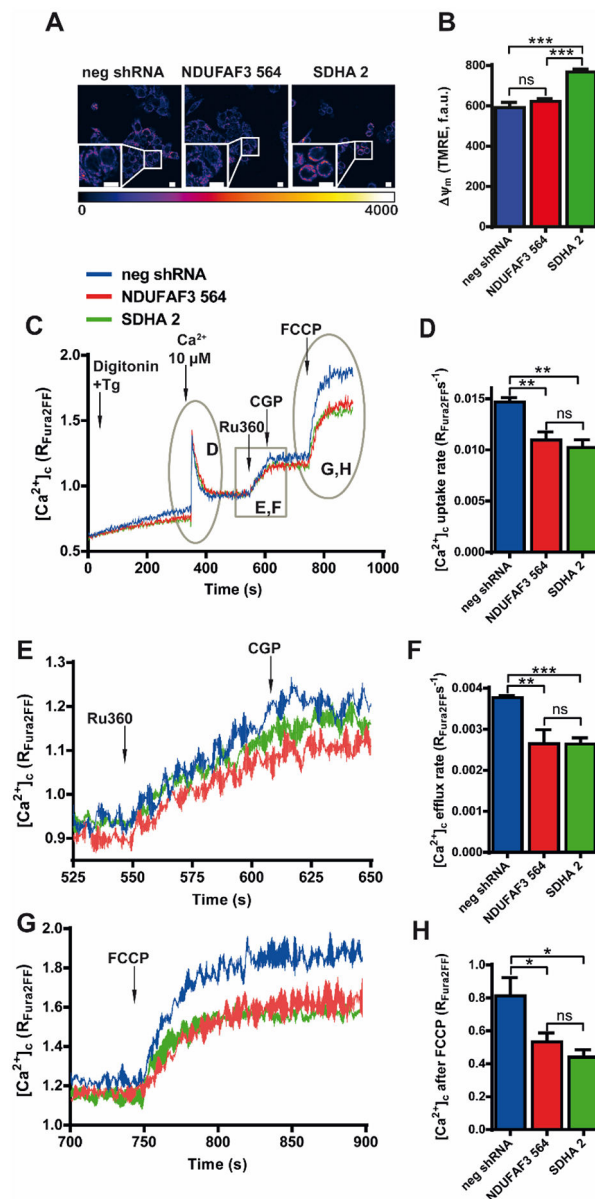 A
neg shRNA NDUFAF3 564 SDHA 2
0 4000
B
***
***
ns
800
600
400
200
0
Δψm (TMRE, f.a.u.)
neg shRNA
NDUFAF3 564
SDHA 2
neg shRNA
NDUFAF3 564
SDHA 2
C
Digitonin
+Tg
Ca²⁺
10 μM
FCCP
CGP
Ru360
D
E,F
G,H
2.0
1.5
1.0
0.5
[Ca²⁺]c (RFura2FF)
0 200 400 600 800 1000
Time (s)
D
**
**
ns
0.015
0.010
0.005
0.000
[Ca²⁺]c uptake rate (RFura2FFs⁻¹)
neg shRNA
NDUFAF3 564
SDHA 2
E
CGP
Ru360
1.3
1.2
1.1
1.0
0.9
[Ca²⁺]c (RFura2FF)
525 550 575 600 625 650
Time (s)
F
***
**
ns
0.004
0.003
0.002
0.001
0.000
[Ca²⁺]c efflux rate (RFura2FFs⁻¹)
neg shRNA
NDUFAF3 564
SDHA 2
G
FCCP
2.0
1.8
1.6
1.4
1.2
1.0
[Ca²⁺]c (RFura2FF)
700 750 800 850 900
Time (s)
H
*
*
ns
1.0
0.8
0.6
0.4
0.2
0.0
[Ca²⁺]c after FCCP (RFura2FF)
neg shRNA
NDUFAF3 564
SDHA 2